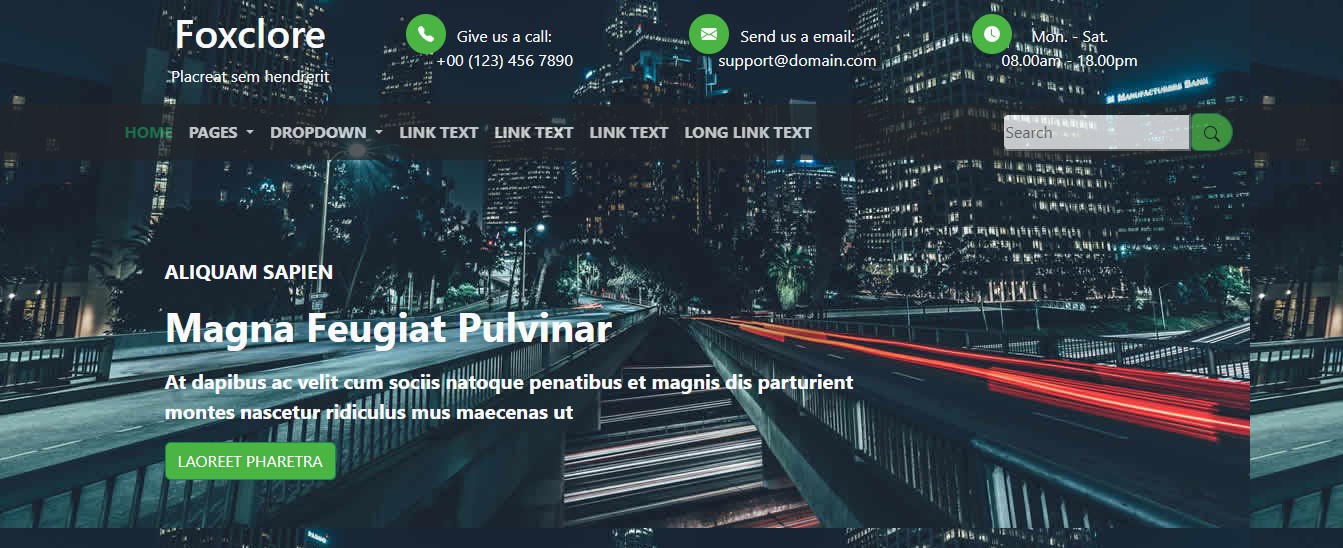 Foxclore
Placreat sem hendrerit
Give us a call:
+00 (123) 456 7890
Send us a email:
support@domain.com
Mon. - Sat.
08.00am - 18.00pm
MANUFACTURERS BANK
HOME PAGES DROPDOWN LINK TEXT LINK TEXT LINK TEXT LONG LINK TEXT
Search
ALIQUAM SAPIEN
Magna Feugiat Pulvinar
At dapibus ac velit cum sociis natoque penatibus et magnis dis parturient
montes nascetur ridiculus mus maecenas ut
LAOREET PHARETRA